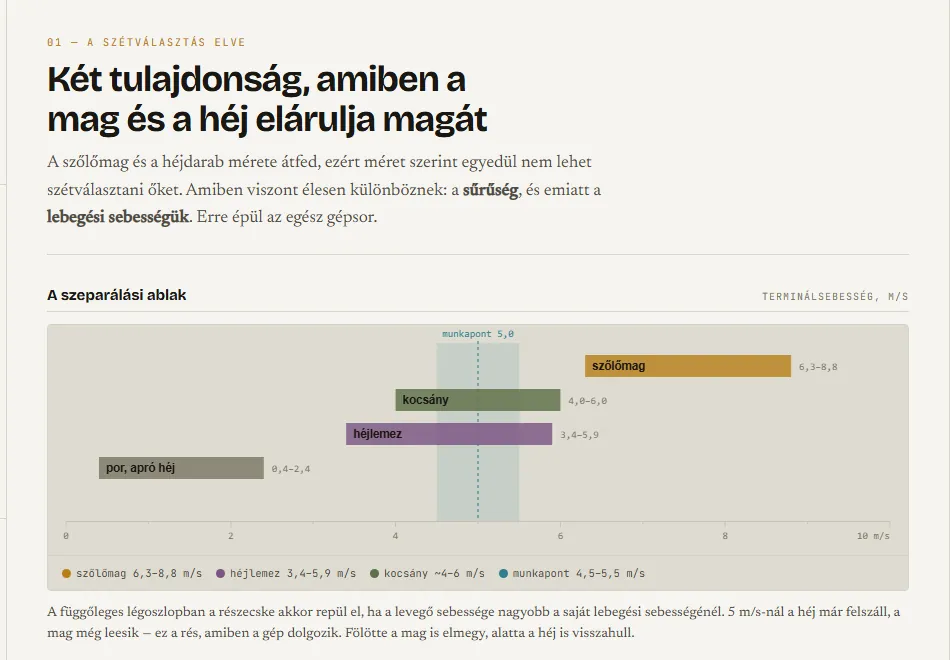 01 — A SZÉTVÁLASZTÁS ELVE
Két tulajdonság, amiben a
mag és a héj elárulja magát
A szőlőmag és a héjdarab mérete átfed, ezért méret szerint egyedül nem lehet
szétválasztani őket. Amiben viszont élesen különböznek: a sűrűség, és emiatt a
lebegési sebességük. Erre épül az egész gépsor.
A szeparálási ablak
TERMINÁLSEBESSÉG, M/S
munkapont 5,0
szőlőmag 6,3–8,8
kocsány 4,0–6,0
héjlemez 3,4–5,9
por, apró héj 0,4–2,4
0 2 4 6 8 10 m/s
szőlőmag 6,3–8,8 m/s héjlemez 3,4–5,9 m/s kocsány ~4–6 m/s munkapont 4,5–5,5 m/s
A függőleges légoszlopban a részecske akkor repül el, ha a levegő sebessége nagyobb a saját lebegési sebességénél. 5 m/s-nál a héj már felszáll, a
mag még leesik — ez a rés, amiben a gép dolgozik. Fölötte a mag is elmegy, alatta a héj is visszahull.